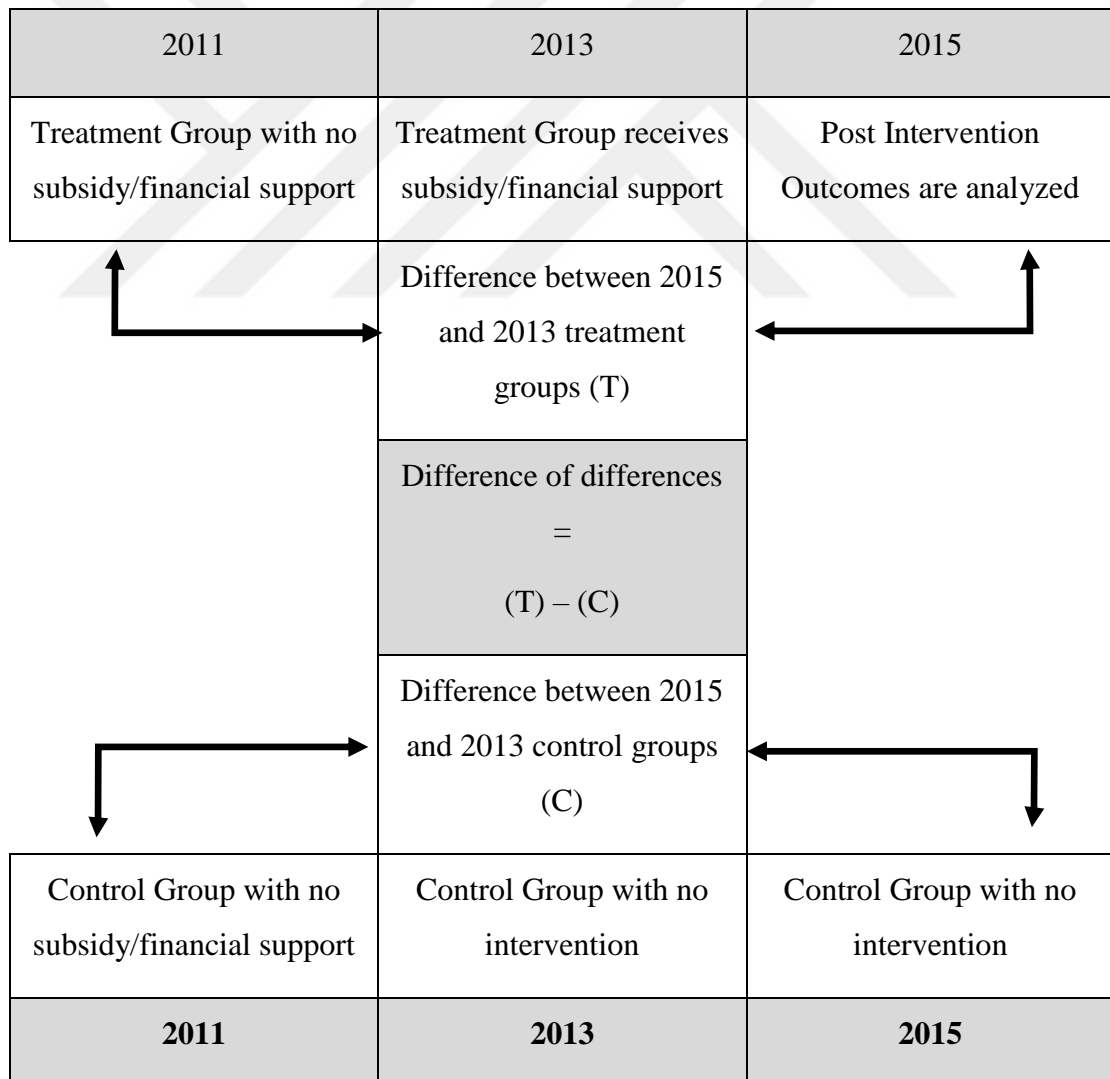 2011
2013
2015
Treatment Group with no
subsidy/financial support
Treatment Group receives
subsidy/financial support
Post Intervention
Outcomes are analyzed
Difference between 2015
and 2013 treatment
groups (T)
Difference of differences
=
(T) – (C)
Difference between 2015
and 2013 control groups
(C)
Control Group with no
subsidy/financial support
Control Group with no
intervention
Control Group with no
intervention
2011
2013
2015